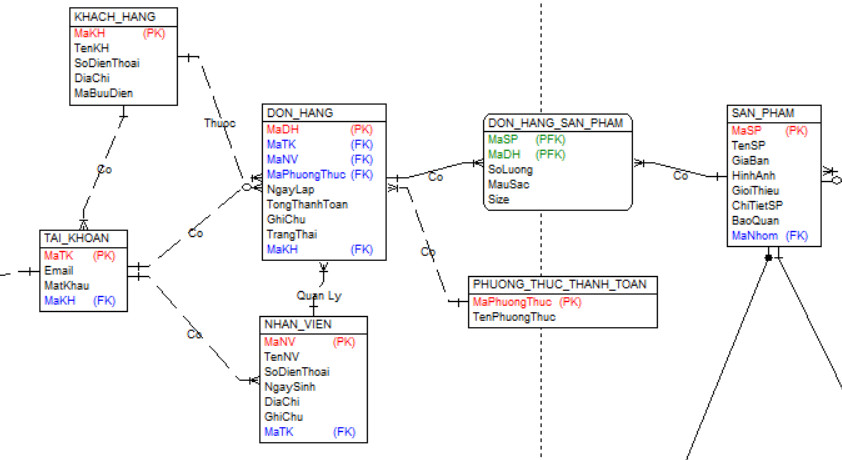 KHACH_HANG
MaKH (PK)
TenKH
SoDienThoai
DiaChi
MaBuuDien
Thuoc
Co
TAI_KHOAN
MaTK (PK)
Email
MatKhau
MaKH (FK)
Co
Co
DON_HANG
MaDH (PK)
MaTK (FK)
MaNV (FK)
MaPhuongThuc (FK)
NgayLap
TongThanhToan
GhiChu
TrangThai
MaKH (FK)
Quan Ly
NHAN_VIEN
MaNV (PK)
TenNV
SoDienThoai
NgaySinh
DiaChi
GhiChu
MaTK (FK)
Co
Co
DON_HANG_SAN_PHAM
MaSP (PFK)
MaDH (PFK)
SoLuong
MauSac
Size
PHUONG_THUC_THANH_TOAN
MaPhuongThuc (PK)
TenPhuongThuc
Co
SAN_PHAM
MaSP (PK)
TenSP
GiaBan
HinhAnh
GioiThieu
ChiTietSP
BaoQuan
MaNhom (FK)